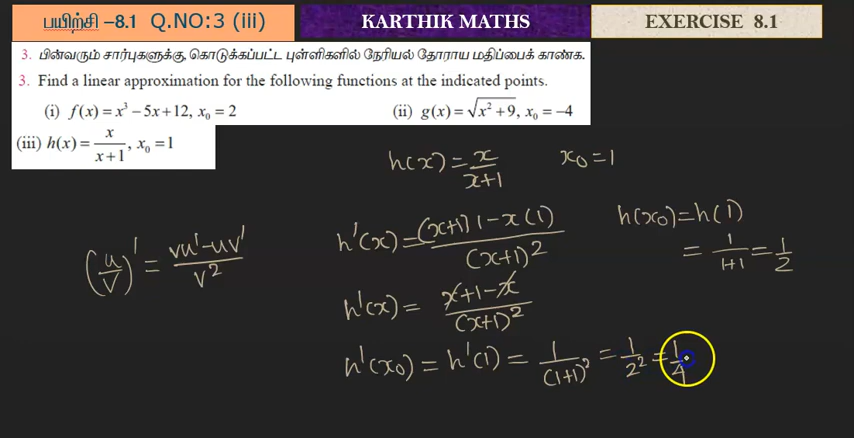 பயிற்சி –8.1 Q.NO:3 (iii)
KARTHIK MATHS
EXERCISE 8.1
3. பின்வரும் சார்புகளுக்கு, கொடுக்கப்பட்ட புள்ளிகளில் நேரியல் தோராய மதிப்பைக் காண்க.
3. Find a linear approximation for the following functions at the indicated points.
(i) f(x) = x³ − 5x + 12, x₀ = 2 (ii) g(x) = √(x² + 9), x₀ = −4
(iii) h(x) = x/(x+1), x₀ = 1
h(x) = x/(x+1) x₀ = 1
(u/v)' = (vu' − uv')/v²
h'(x) = ((x+1) 1 − x(1))/(x+1)²
h(x₀) = h(1)
= 1/(1+1) = 1/2
h'(x) = (x+1−x)/(x+1)²
h'(x₀) = h'(1) = 1/(1+1)² = 1/2² = 1/4